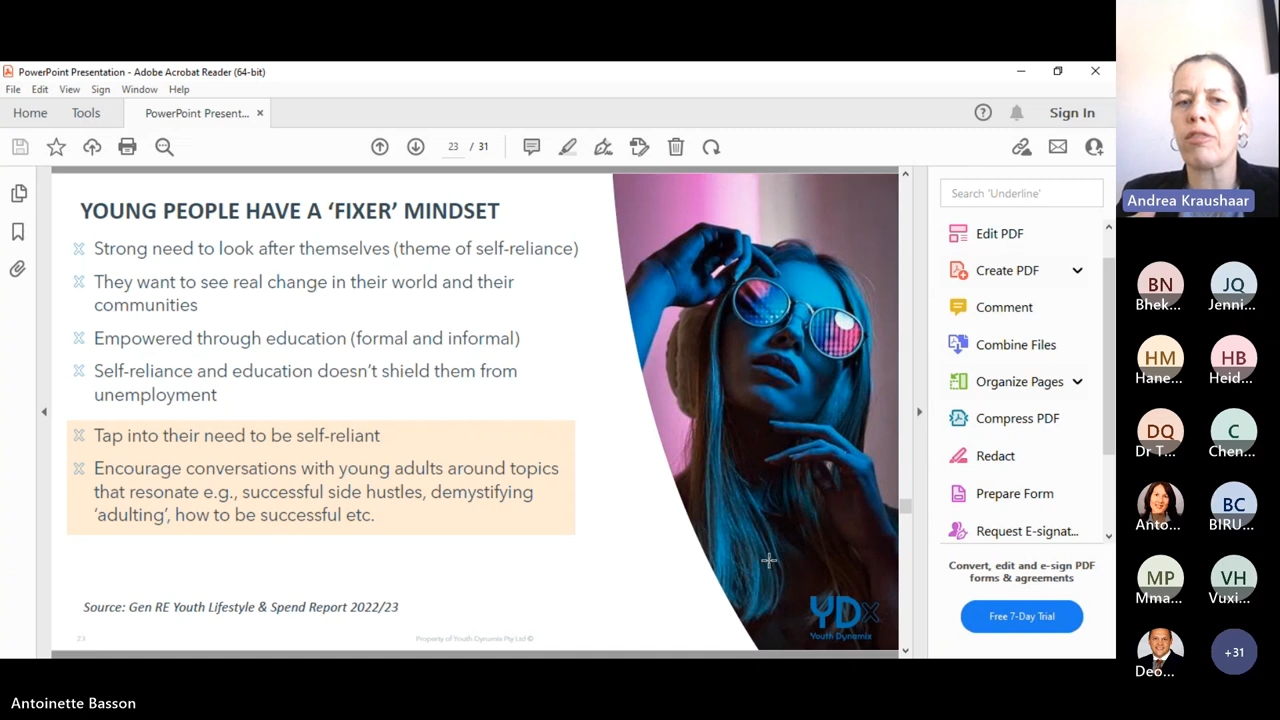 PowerPoint Presentation - Adobe Acrobat Reader (64-bit)
File Edit View Sign Window Help
Home Tools PowerPoint Present... × Sign In
23 / 31
YOUNG PEOPLE HAVE A ‘FIXER’ MINDSET
Strong need to look after themselves (theme of self-reliance)
They want to see real change in their world and their
communities
Empowered through education (formal and informal)
Self-reliance and education doesn’t shield them from
unemployment
Tap into their need to be self-reliant
Encourage conversations with young adults around topics
that resonate e.g., successful side hustles, demystifying
‘adulting’, how to be successful etc.
Source: Gen RE Youth Lifestyle & Spend Report 2022/23
23
Property of Youth Dynamix Pty Ltd ©
YDx
Youth Dynamix
Search 'Underline'
Edit PDF
Create PDF
Comment
Combine Files
Organize Pages
Compress PDF
Redact
Prepare Form
Request E-signat...
Convert, edit and e-sign PDF
forms & agreements
Free 7-Day Trial
Andrea Kraushaar
BN JQ
Bhek... Jenni...
HM HB
Hane... Heid...
DQ C
Dr T... Chen...
BC
Anto... BIRU...
MP VH
Mma... Vuxi...
+31
Deo...
Antoinette Basson